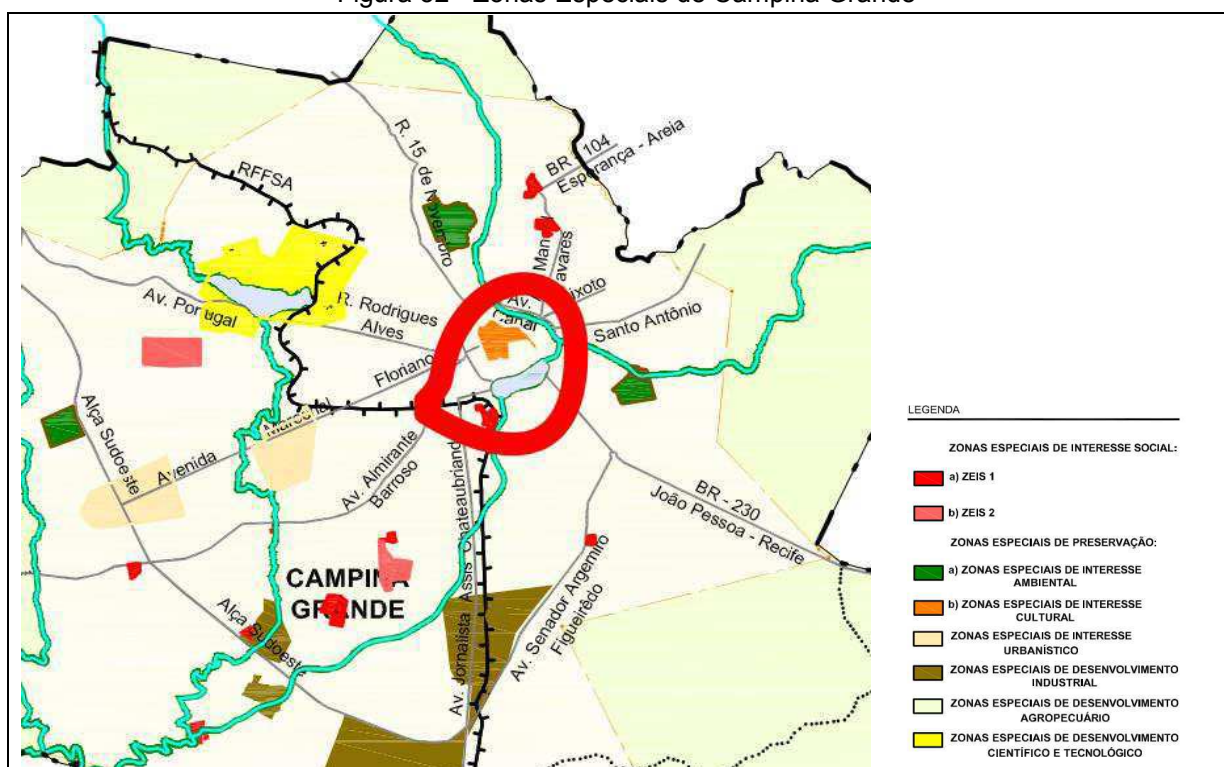 Figura 32 - Zonas Especiais de Campina Grande
R. 15 de Novembro
BR - 104
Esperança - Areia
RFFSA
Av. Portugal
R. Rodrigues
Alves
Floriano
Av.
Canal
Santo Antônio
Alça Sudoeste
Avenida
Marechal
Av. Almirante
Barroso
Av. Jornalista Assis Chateaubriand
BR - 230
João Pessoa - Recife
Av. Senador Argemiro
Figueirêdo
CAMPINA
GRANDE
Alça Sudoeste
LEGENDA
ZONAS ESPECIAIS DE INTERESSE SOCIAL:
a) ZEIS 1
b) ZEIS 2
ZONAS ESPECIAIS DE PRESERVAÇÃO:
a) ZONAS ESPECIAIS DE INTERESSE
AMBIENTAL
b) ZONAS ESPECIAIS DE INTERESSE
CULTURAL
ZONAS ESPECIAIS DE INTERESSE
URBANÍSTICO
ZONAS ESPECIAIS DE DESENVOLVIMENTO
INDUSTRIAL
ZONAS ESPECIAIS DE DESENVOLVIMENTO
AGROPECUÁRIO
ZONAS ESPECIAIS DE DESENVOLVIMENTO
CIENTÍFICO E TECNOLÓGICO